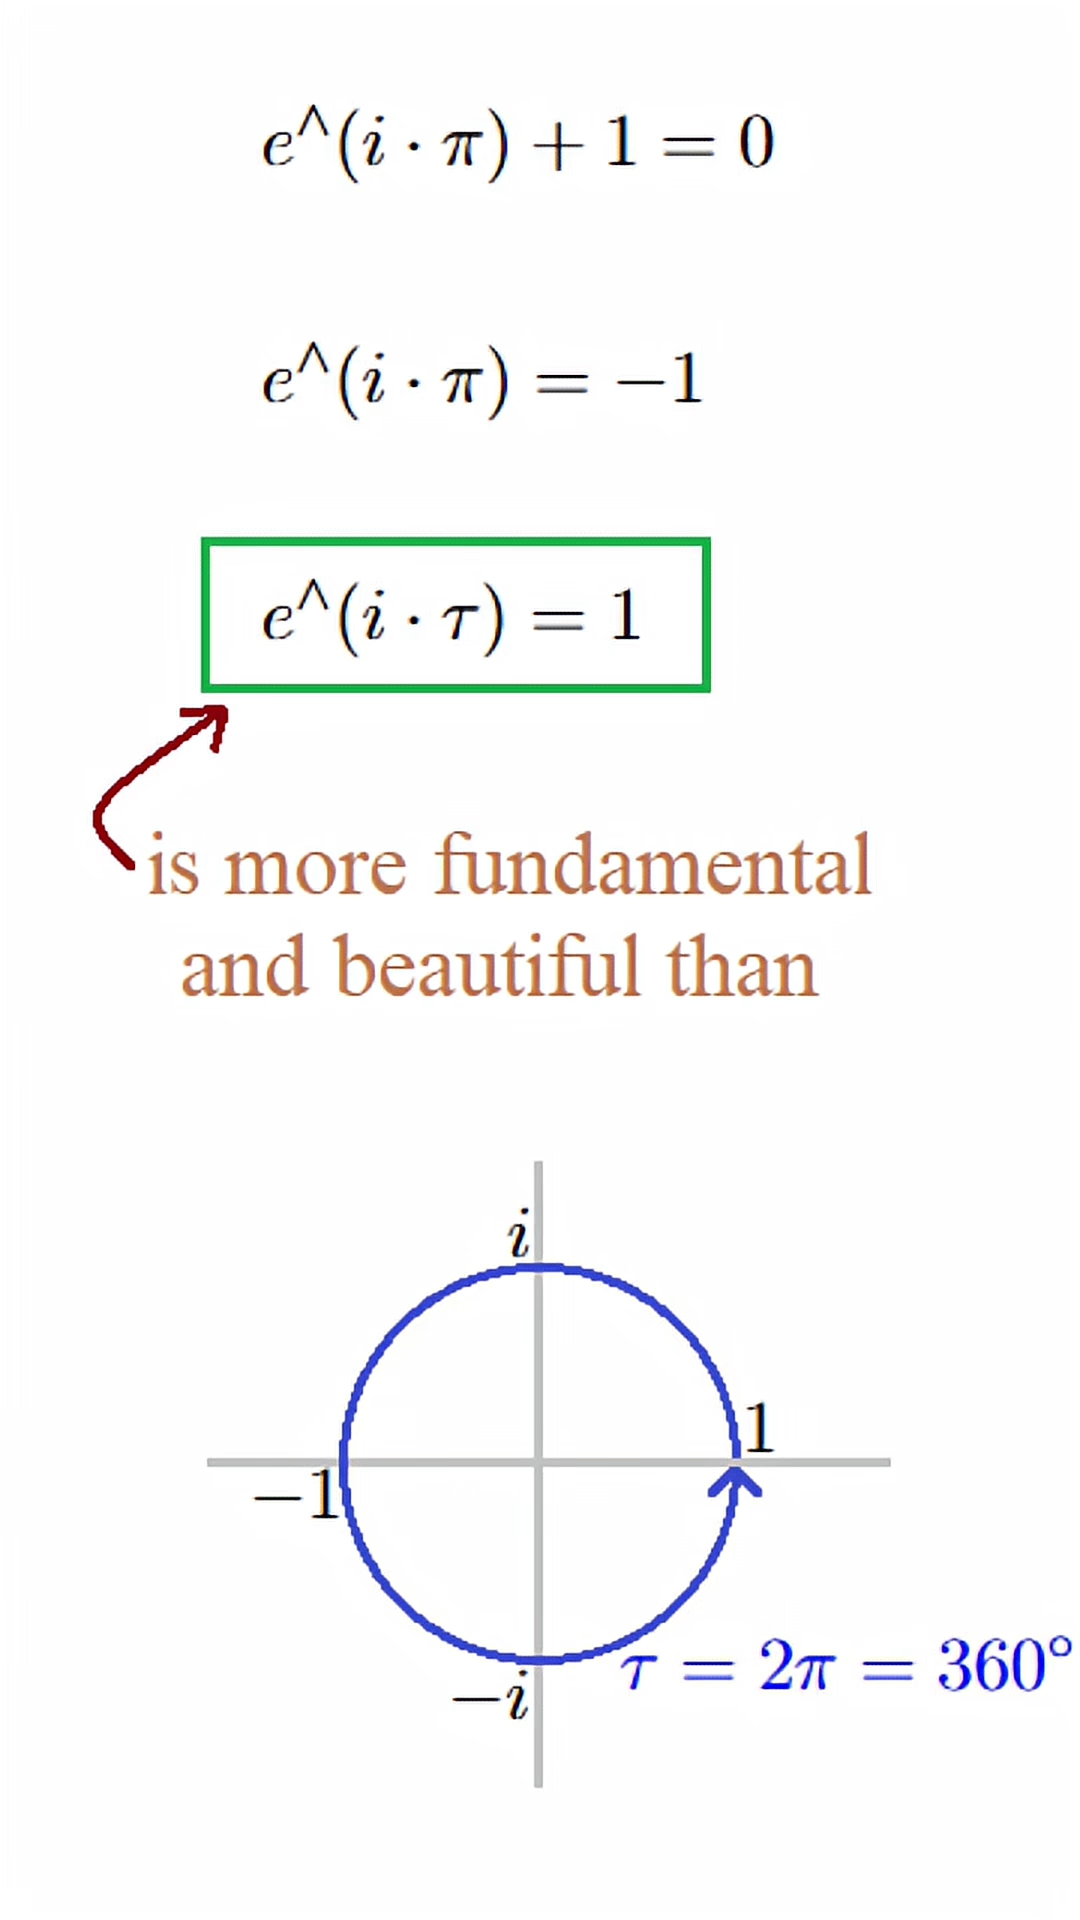 e^(i · π) + 1 = 0
e^(i · π) = −1
e^(i · τ) = 1
is more fundamental
and beautiful than
i
1
−1
τ = 2π = 360°
−i